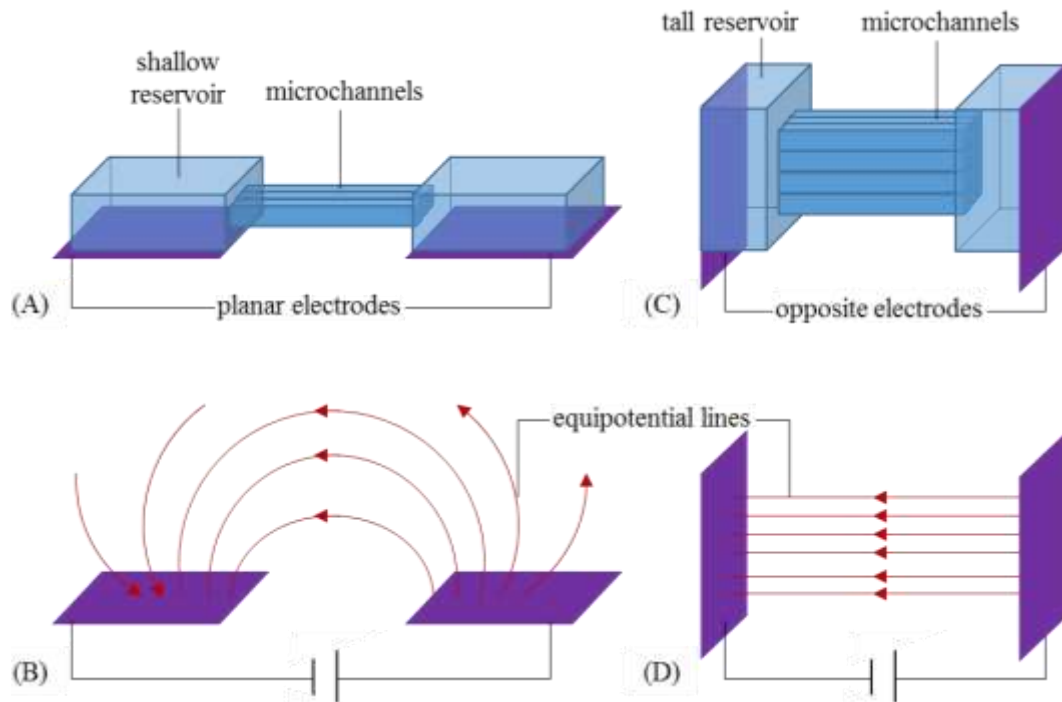 shallow
reservoir
microchannels
(A)
planar electrodes
tall reservoir
microchannels
(C)
opposite electrodes
equipotential lines
(B)
(D)